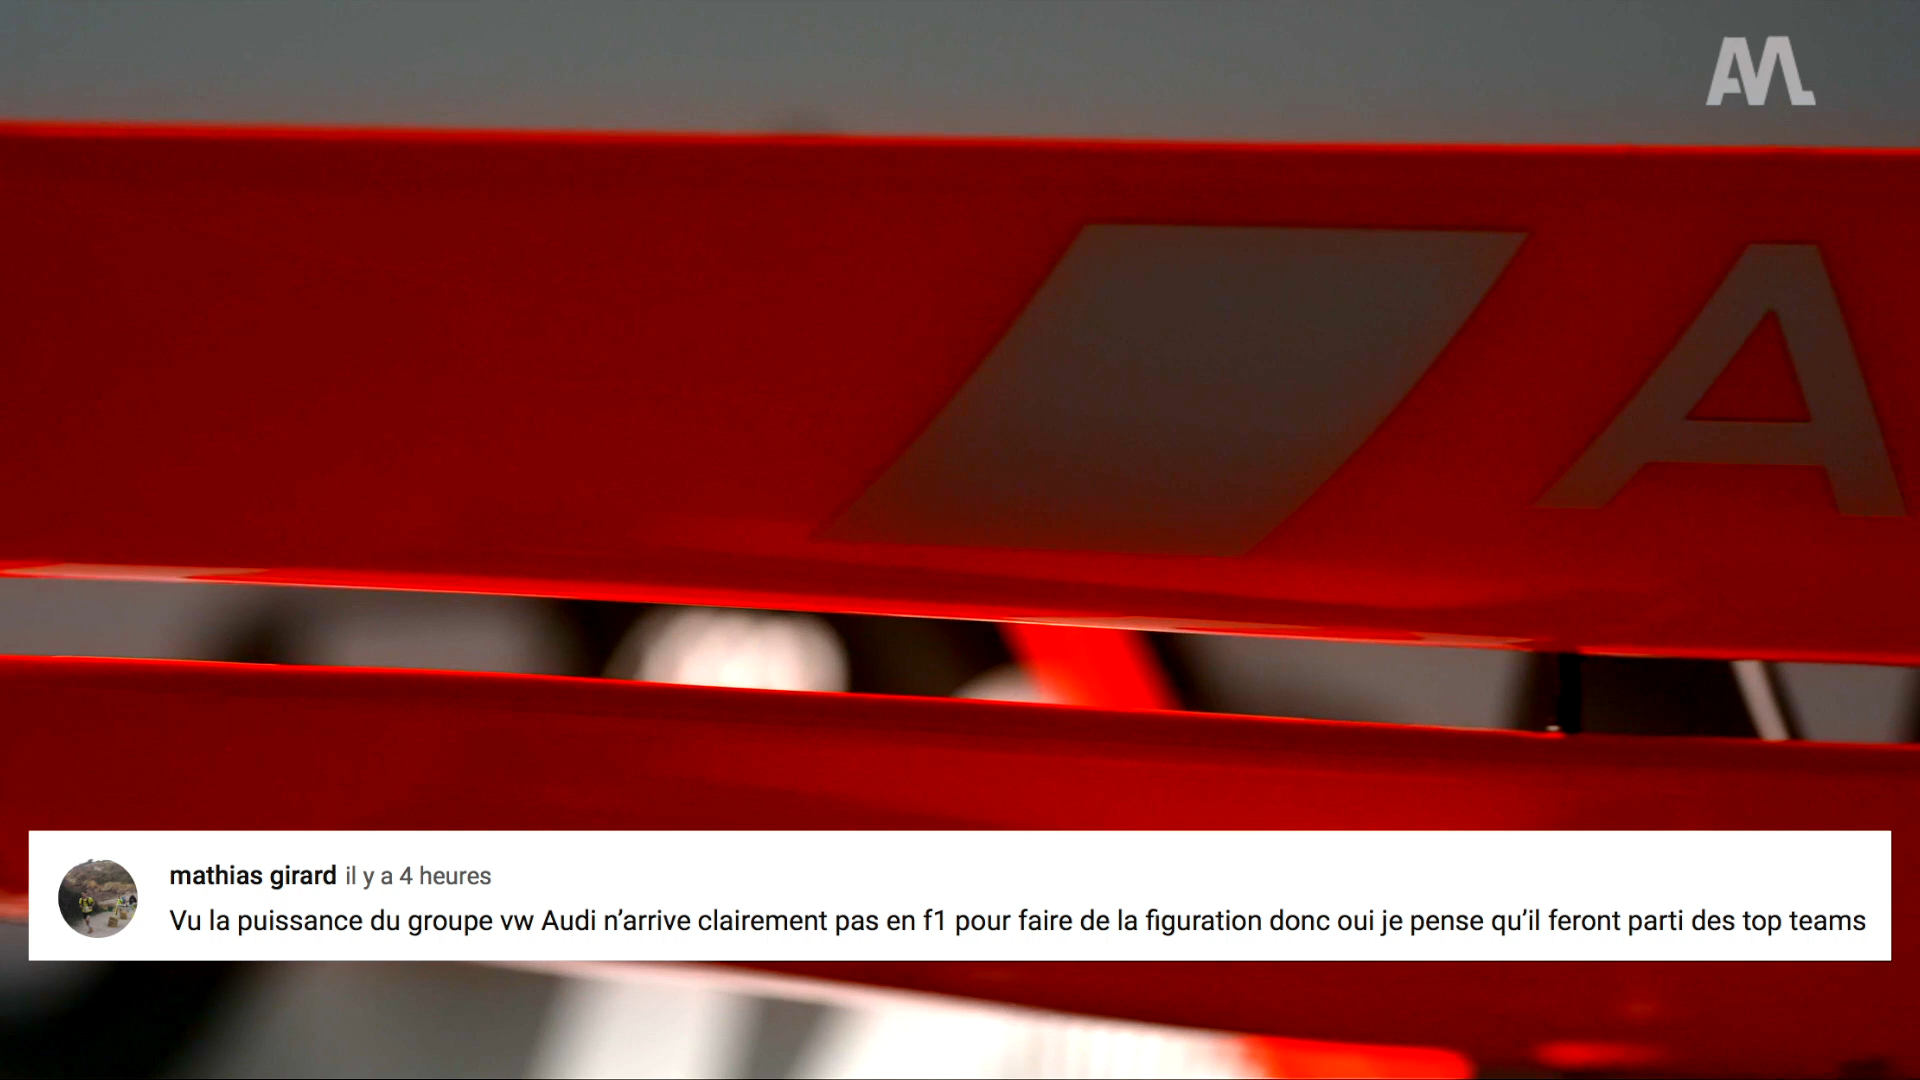 AML
A
mathias girard il y a 4 heures
Vu la puissance du groupe vw Audi n’arrive clairement pas en f1 pour faire de la figuration donc oui je pense qu’il feront parti des top teams